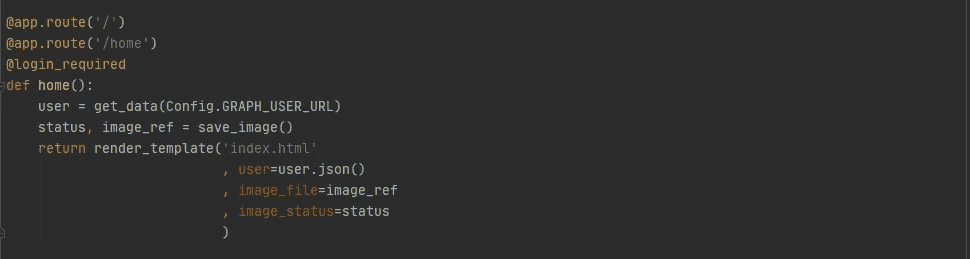 @app.route('/')
@app.route('/home')
@login_required
def home():
    user = get_data(Config.GRAPH_USER_URL)
    status, image_ref = save_image()
    return render_template('index.html'
                           , user=user.json()
                           , image_file=image_ref
                           , image_status=status
                           )